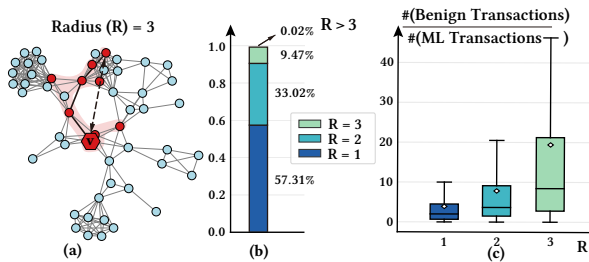 Radius (R) = 3
v
(a)
0.02%
R > 3
1.0
9.47%
0.8
33.02%
0.6
R = 3
R = 2
R = 1
0.4
57.31%
0.2
0.0
(b)
#(Benign Transactions)
#(ML Transactions )
40
30
20
10
0
1 2 3 R
(c)